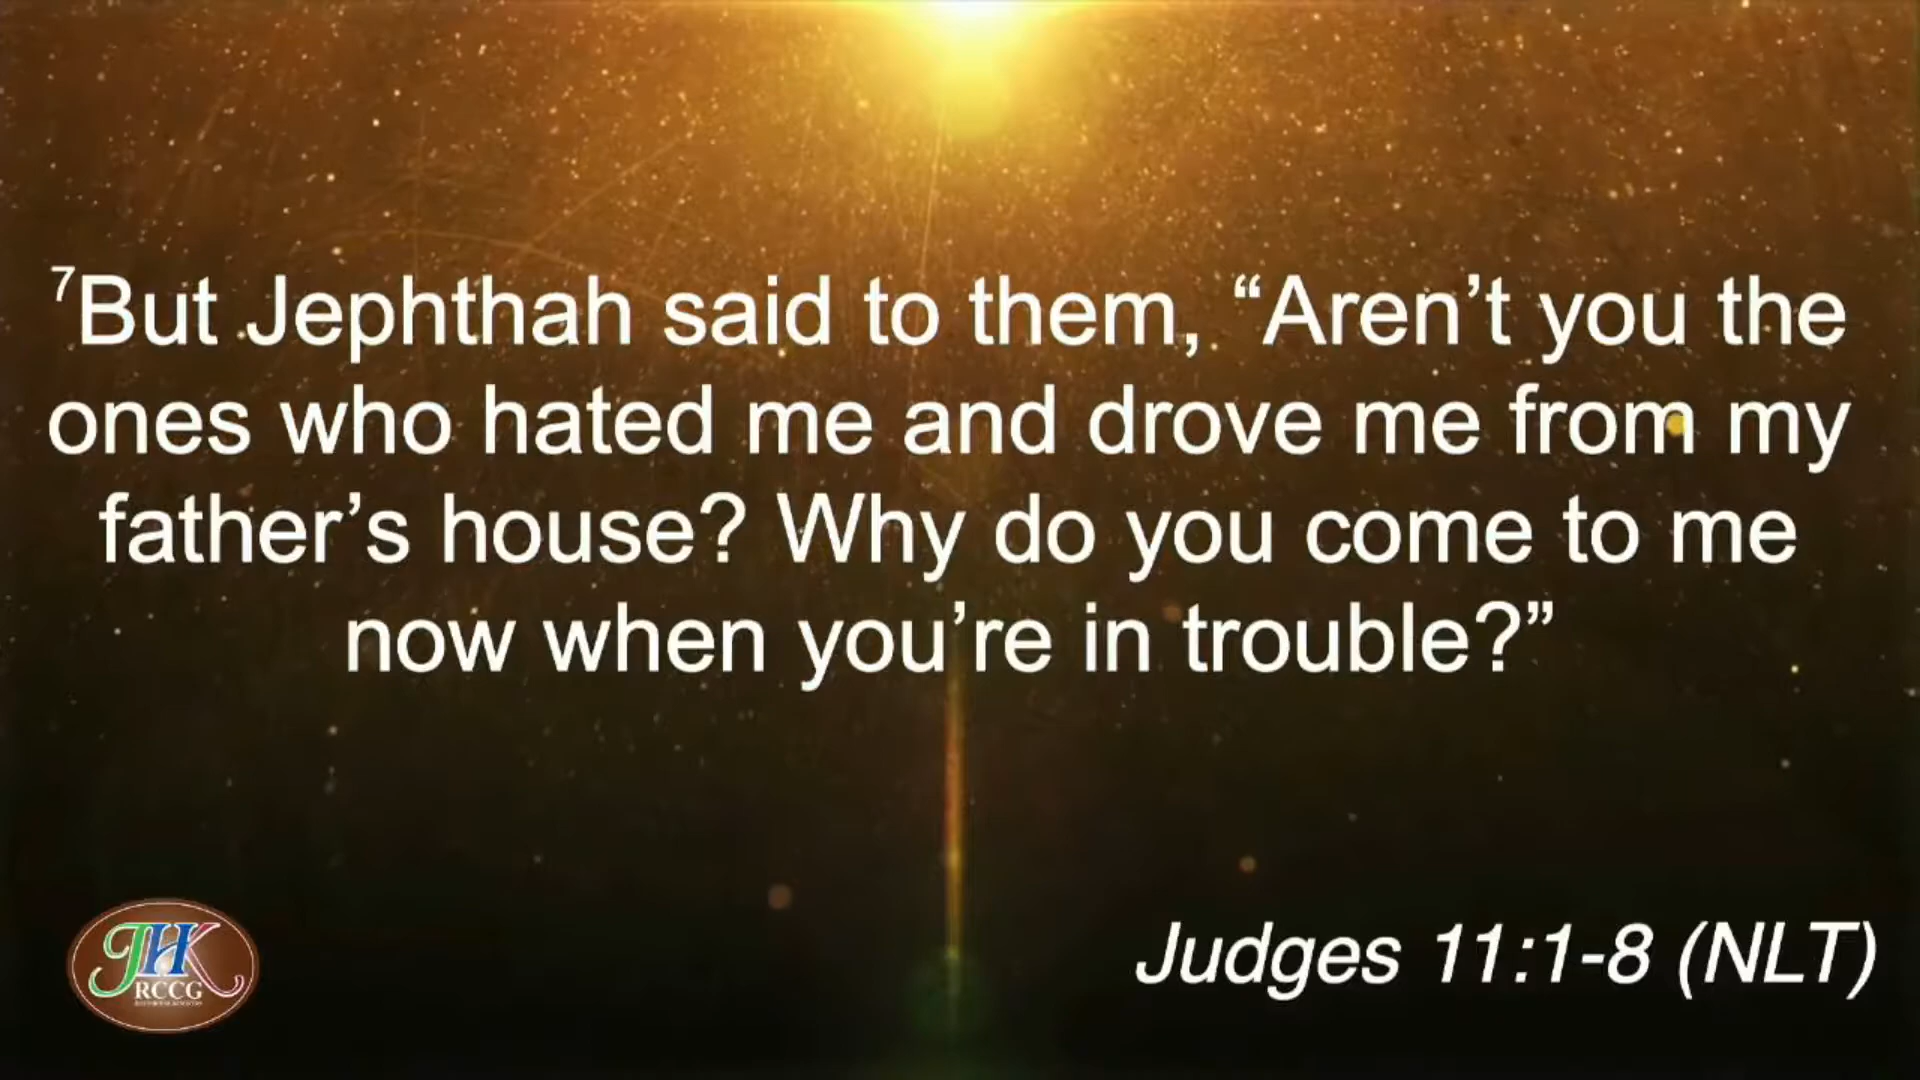 ⁷But Jephthah said to them, “Aren’t you the
ones who hated me and drove me from my
father’s house? Why do you come to me
now when you’re in trouble?”
Judges 11:1-8 (NLT)
JHK
RCCG